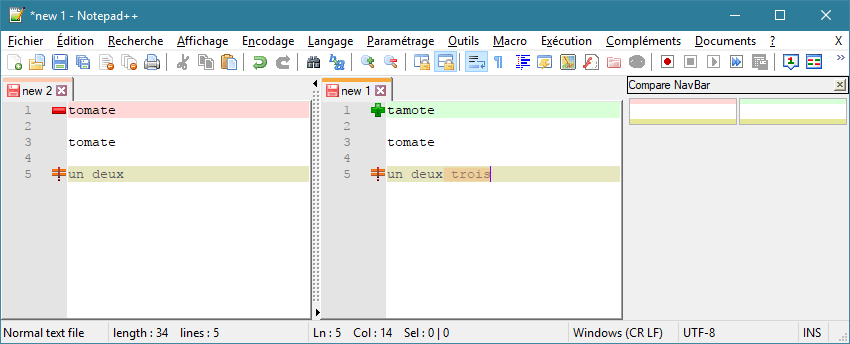 *new 1 - Notepad++
Fichier Édition Recherche Affichage Encodage Langage Paramétrage Outils Macro Exécution Compléments Documents ? X
new 2
1 tomate
2
3 tomate
4
5 un deux
new 1
1 tamote
2
3 tomate
4
5 un deux trois
Compare NavBar
Normal text file length : 34 lines : 5 Ln : 5 Col : 14 Sel : 0 | 0 Windows (CR LF) UTF-8 INS